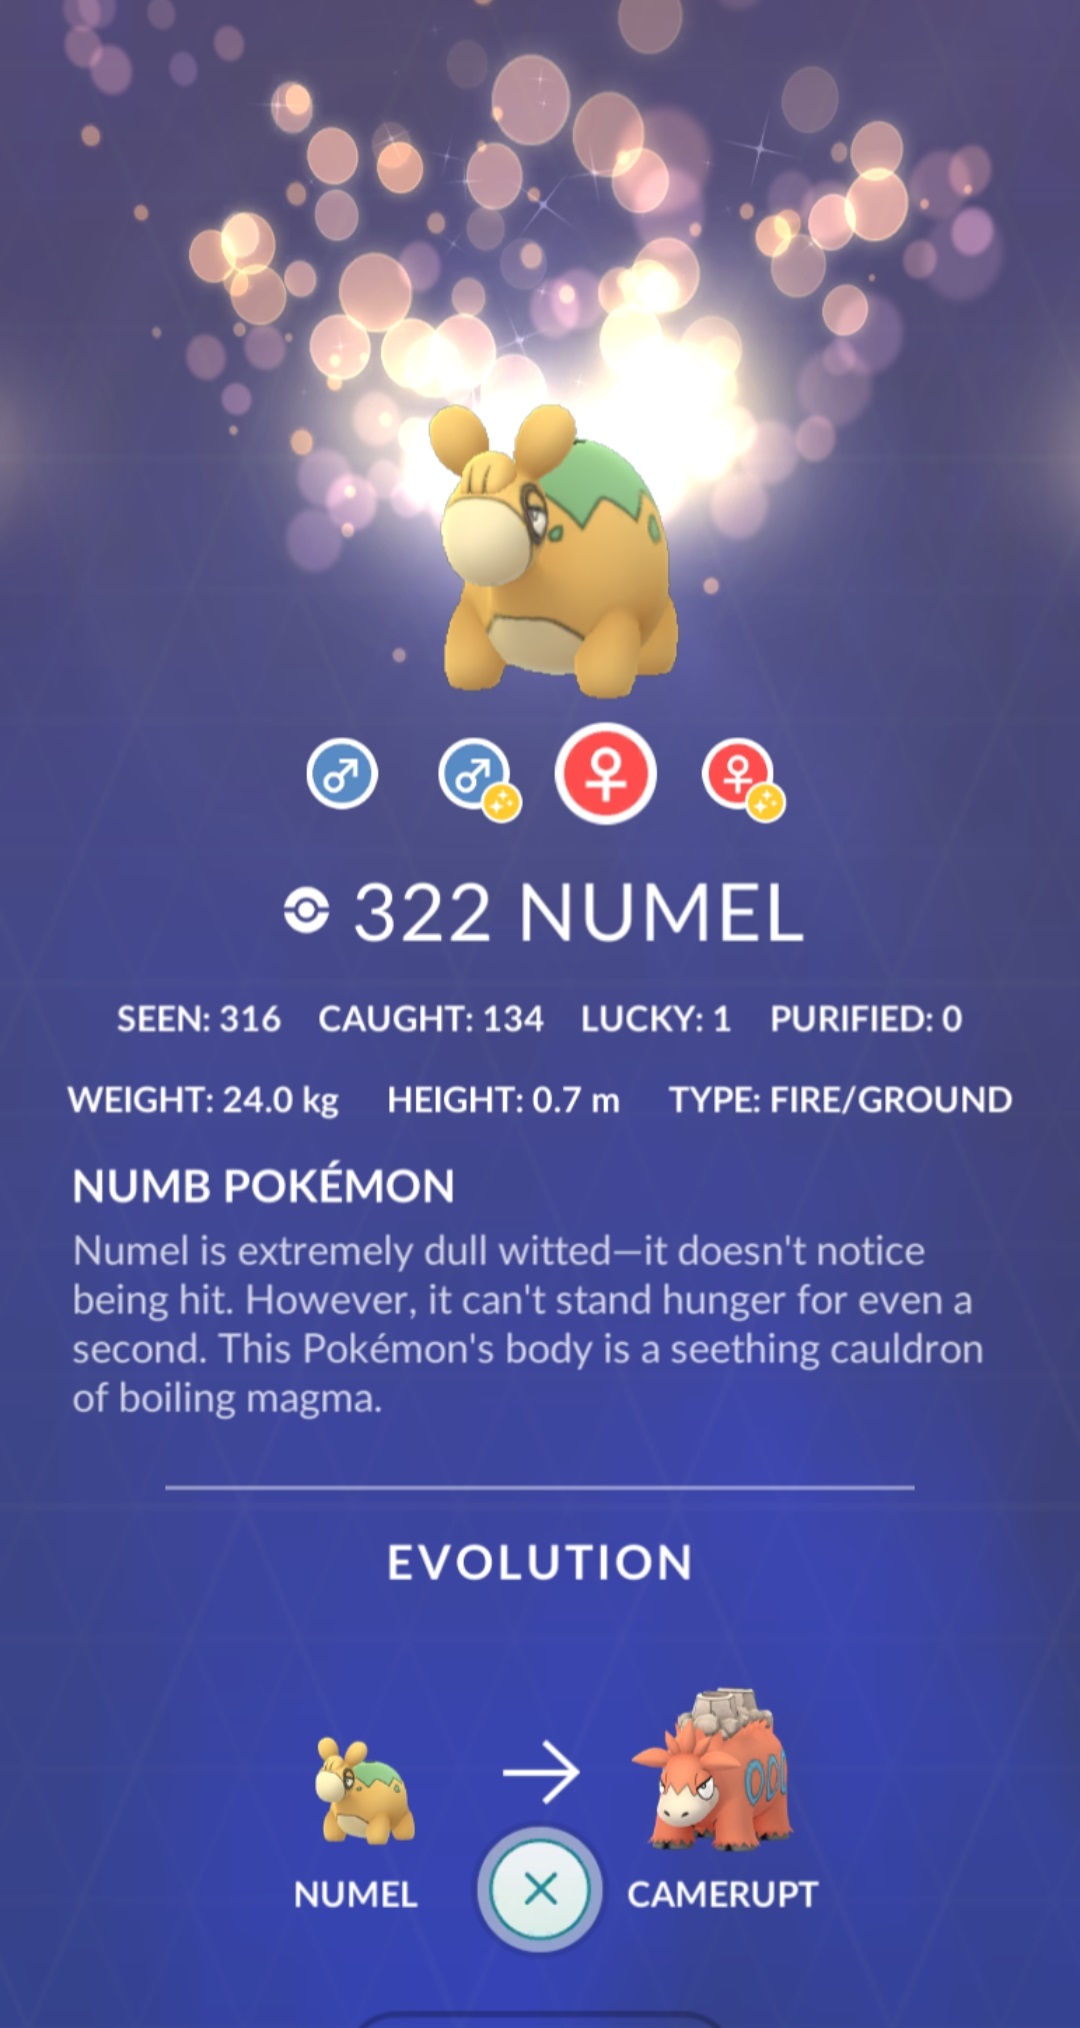 322 NUMEL
SEEN: 316 CAUGHT: 134 LUCKY: 1 PURIFIED: 0
WEIGHT: 24.0 kg HEIGHT: 0.7 m TYPE: FIRE/GROUND
NUMB POKÉMON
Numel is extremely dull witted—it doesn't notice
being hit. However, it can't stand hunger for even a
second. This Pokémon's body is a seething cauldron
of boiling magma.
EVOLUTION
NUMEL CAMERUPT